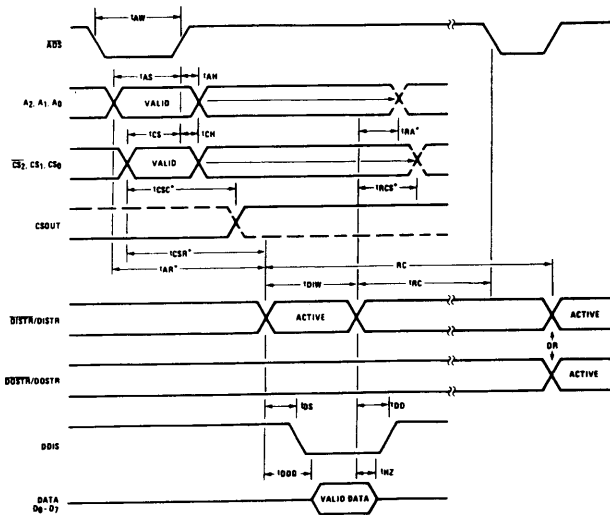 tAW
ADS
tAS
tAH
A2, A1, A0
VALID
tRA*
tCS
tCH
CS2, CS1, CS0
VALID
tCSC*
tRCS*
CSOUT
tCSR*
tAR*
RC
tDIW
tRC
DISTR/DISTR
ACTIVE
ACTIVE
OR
DOSTR/DOSTR
ACTIVE
tDS
tDD
DDIS
tDDD
tHZ
DATA
D0 - D7
VALID DATA